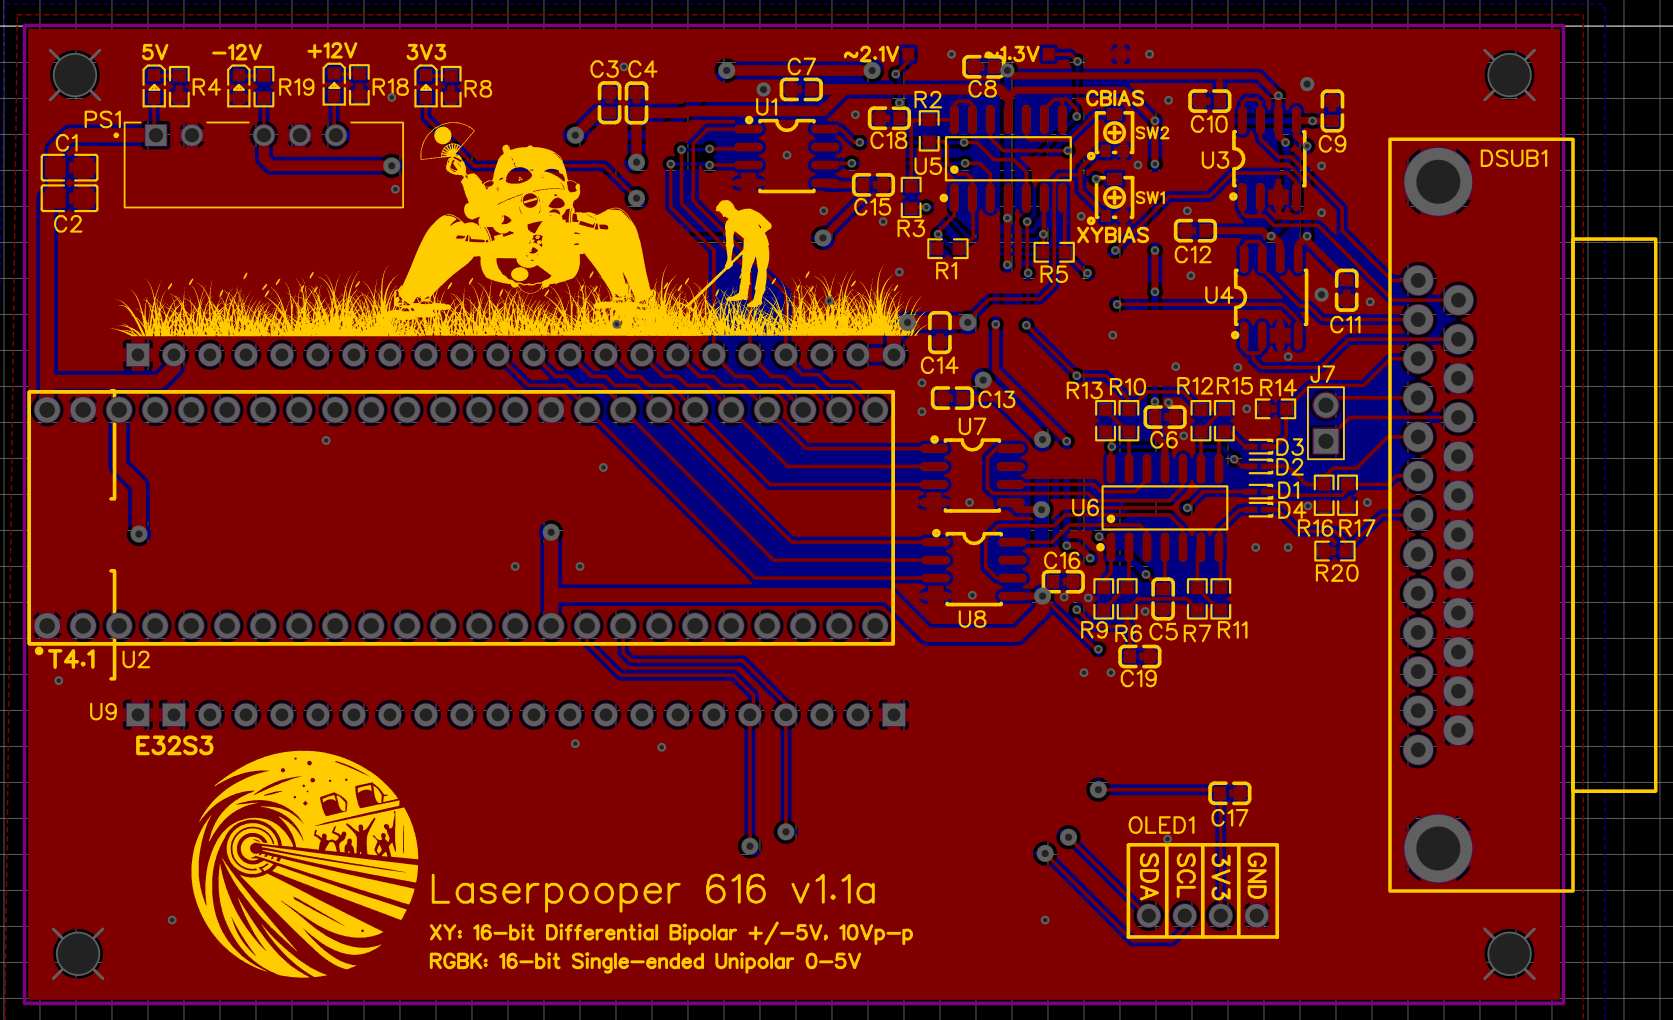 5V -12V +12V 3V3
R4 R19 R18 R8
PS1
C1
C2
C3 C4
C7
U1
~2.1V ~1.3V
C8
R2
C18
U5
C15
R3
R1
R5
CBIAS
SW2
SW1
XYBIAS
C10
C9
U3
C12
U4
C11
DSUB1
C14
C13
U7
R13 R10
R12 R15
R14
J7
C6
D3
D2
D1
D4
U6
R16 R17
R20
C16
U8
R9 R6 C5 R7 R11
C19
T4.1 U2
U9
E32S3
C17
OLED1
SDA
SCL
3V3
GND
Laserpooper 616 v1.1a
XY: 16-bit Differential Bipolar +/-5V, 10Vp-p
RGBK: 16-bit Single-ended Unipolar 0-5V